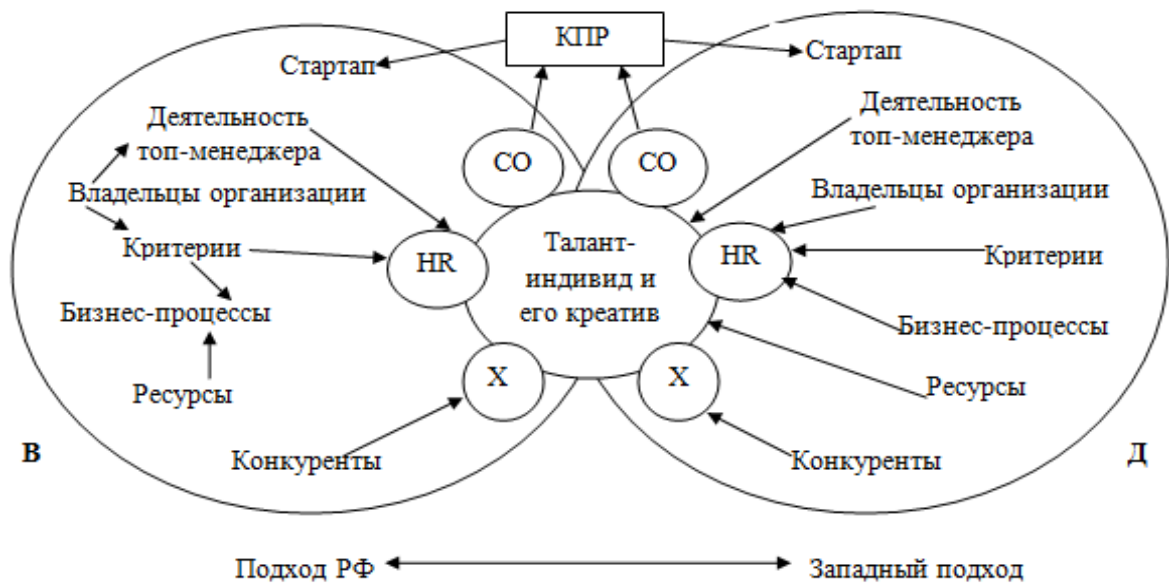 КПР
Стартап
Стартап
Деятельность
топ-менеджера
Деятельность
топ-менеджера
СО
СО
Владельцы организации
Владельцы организации
Критерии
HR
Талант-
индивид и
его креатив
HR
Критерии
Бизнес-процессы
Бизнес-процессы
Ресурсы
Х
Х
Ресурсы
В
Конкуренты
Конкуренты
Д
Подход РФ
Западный подход